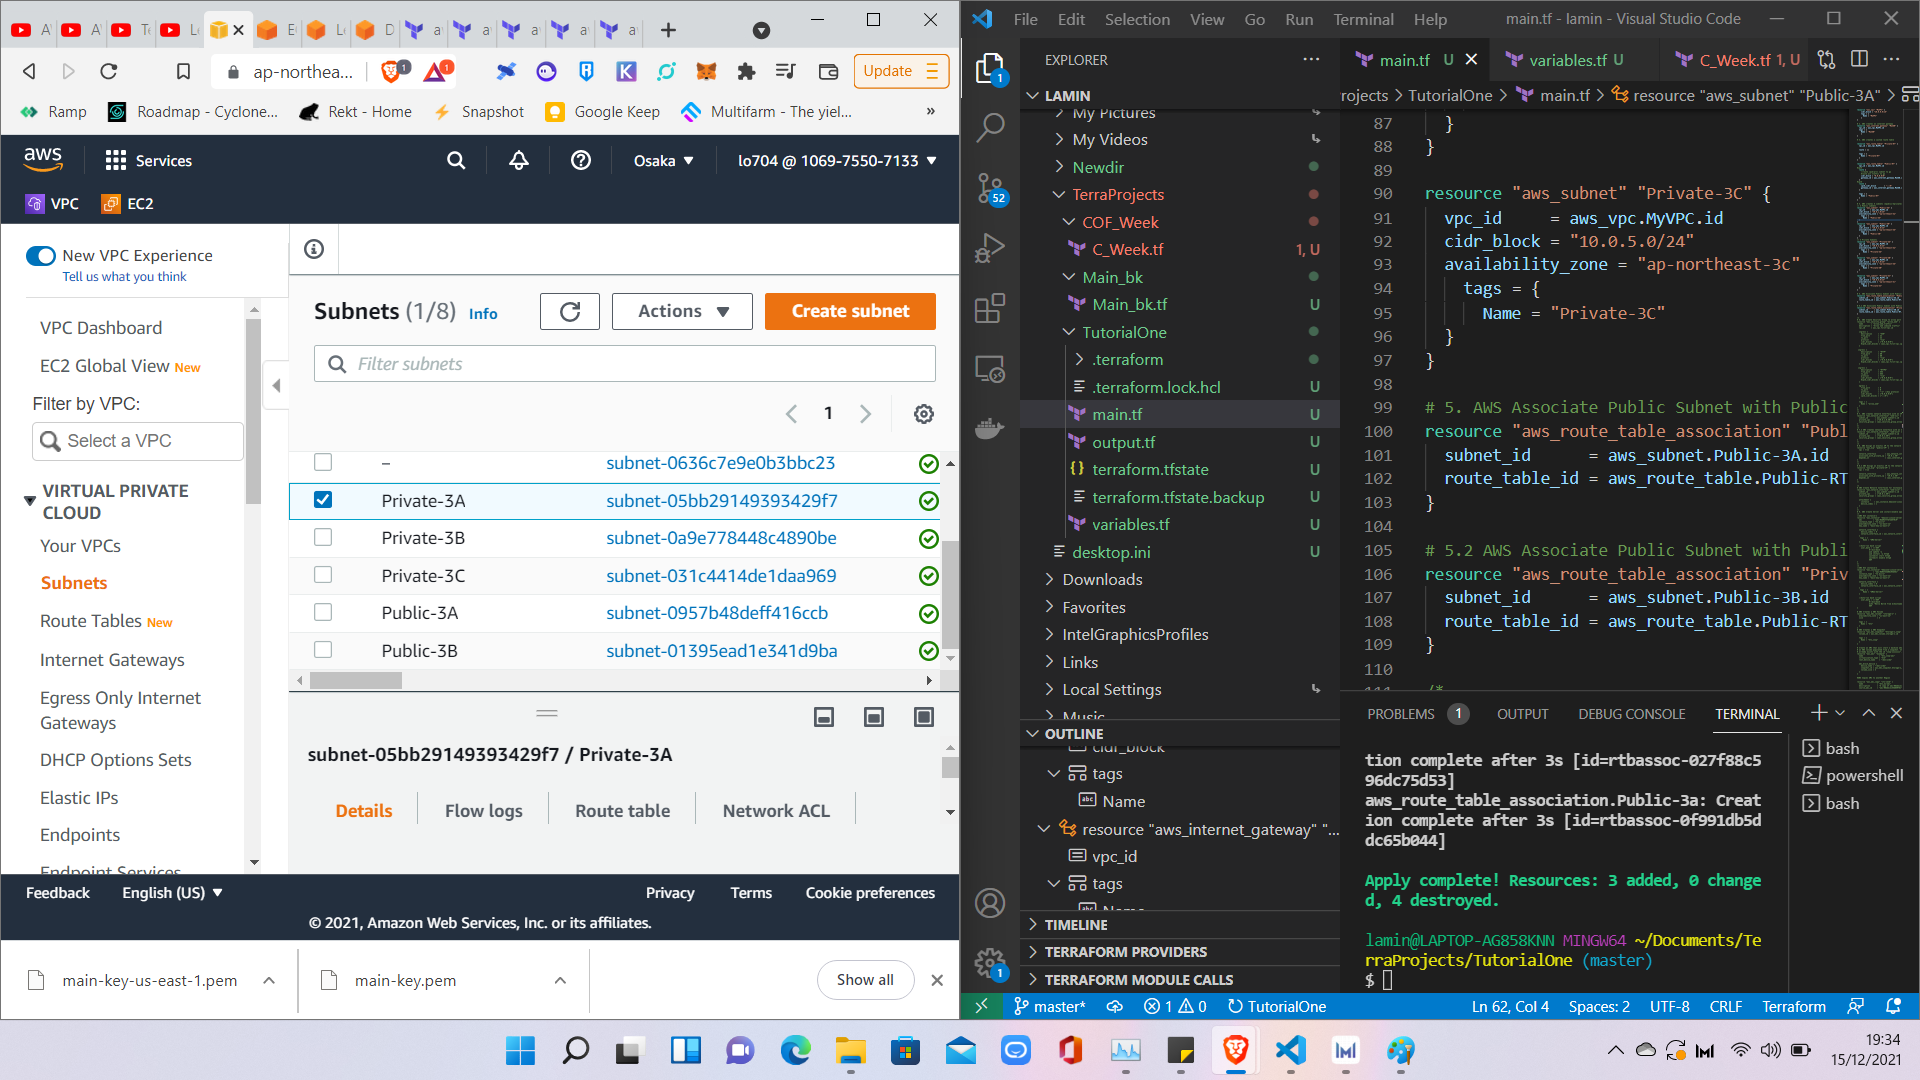 ap-northea...
1
1
Update
Ramp
Roadmap - Cyclone...
Rekt - Home
Snapshot
Google Keep
Multifarm - The yiel...
»
aws
Services
Osaka ▼
lo704 @ 1069-7550-7133 ▼
VPC
EC2
New VPC Experience
Tell us what you think
VPC Dashboard
EC2 Global View New
Filter by VPC:
Select a VPC
VIRTUAL PRIVATE
CLOUD
Your VPCs
Subnets
Route Tables New
Internet Gateways
Egress Only Internet
Gateways
DHCP Options Sets
Elastic IPs
Endpoints
Endpoint Services
Subnets (1/8) Info
Actions ▼
Create subnet
Filter subnets
1
– subnet-0636c7e9e0b3bbc23
Private-3A subnet-05bb29149393429f7
Private-3B subnet-0a9e778448c4890be
Private-3C subnet-031c4414de1daa969
Public-3A subnet-0957b48deff416ccb
Public-3B subnet-01395ead1e341d9ba
subnet-05bb29149393429f7 / Private-3A
Details
Flow logs
Route table
Network ACL
Feedback
English (US) ▼
Privacy
Terms
Cookie preferences
© 2021, Amazon Web Services, Inc. or its affiliates.
main-key-us-east-1.pem
main-key.pem
Show all
File Edit Selection View Go Run Terminal Help
main.tf - lamin - Visual Studio Code
1
52
1
EXPLORER
LAMIN
My Pictures
My Videos
Newdir
TerraProjects
COF_Week
C_Week.tf 1, U
Main_bk
Main_bk.tf U
TutorialOne
.terraform
.terraform.lock.hcl U
main.tf U
output.tf U
terraform.tfstate U
terraform.tfstate.backup U
variables.tf U
desktop.ini U
Downloads
Favorites
IntelGraphicsProfiles
Links
Local Settings
Music
OUTLINE
cidr_block
tags
Name
resource "aws_internet_gateway" "...
vpc_id
tags
Name
TIMELINE
TERRAFORM PROVIDERS
TERRAFORM MODULE CALLS
main.tf U
variables.tf U
C_Week.tf 1, U
rojects > TutorialOne > main.tf > resource "aws_subnet" "Public-3A" >
87 }
88 }
89
90 resource "aws_subnet" "Private-3C" {
91 vpc_id = aws_vpc.MyVPC.id
92 cidr_block = "10.0.5.0/24"
93 availability_zone = "ap-northeast-3c"
94 tags = {
95 Name = "Private-3C"
96 }
97 }
98
99 # 5. AWS Associate Public Subnet with Public
100 resource "aws_route_table_association" "Publ
101 subnet_id = aws_subnet.Public-3A.id
102 route_table_id = aws_route_table.Public-RT
103 }
104
105 # 5.2 AWS Associate Public Subnet with Publi
106 resource "aws_route_table_association" "Priv
107 subnet_id = aws_subnet.Public-3B.id
108 route_table_id = aws_route_table.Public-RT
109 }
110
111 /*
PROBLEMS 1
OUTPUT
DEBUG CONSOLE
TERMINAL
tion complete after 3s [id=rtbassoc-027f88c5
96dc75d53]
aws_route_table_association.Public-3a: Creat
ion complete after 3s [id=rtbassoc-0f991db5d
dc65b044]
Apply complete! Resources: 3 added, 0 change
d, 4 destroyed.
lamin@LAPTOP-AG858KNN MINGW64 ~/Documents/Te
rraProjects/TutorialOne (master)
$
bash
powershell
bash
master*
1 0
TutorialOne
Ln 62, Col 4
Spaces: 2
UTF-8
CRLF
Terraform
19:34
15/12/2021